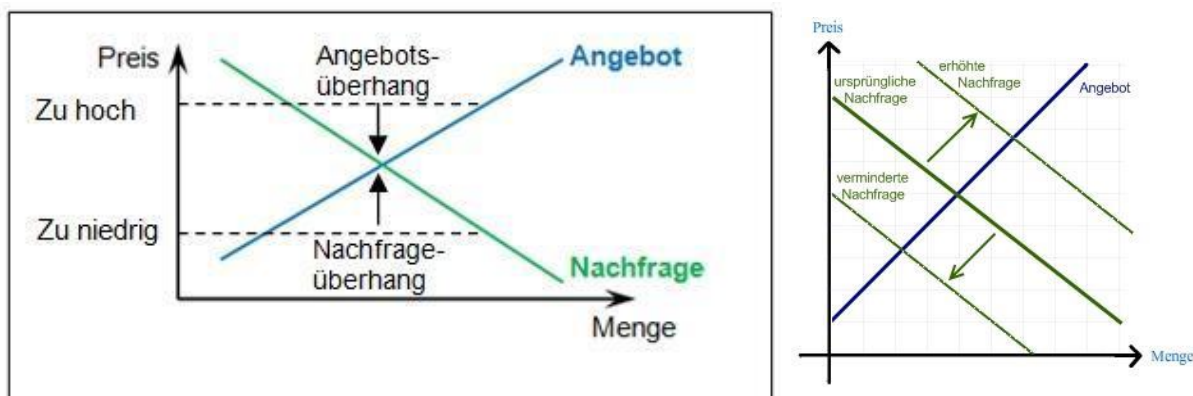 Preis
Angebots-
überhang
Angebot
Zu hoch
Zu niedrig
Nachfrage-
überhang
Nachfrage
Menge
Preis
erhöhte
Nachfrage
ursprüngliche
Nachfrage
Angebot
verminderte
Nachfrage
Menge